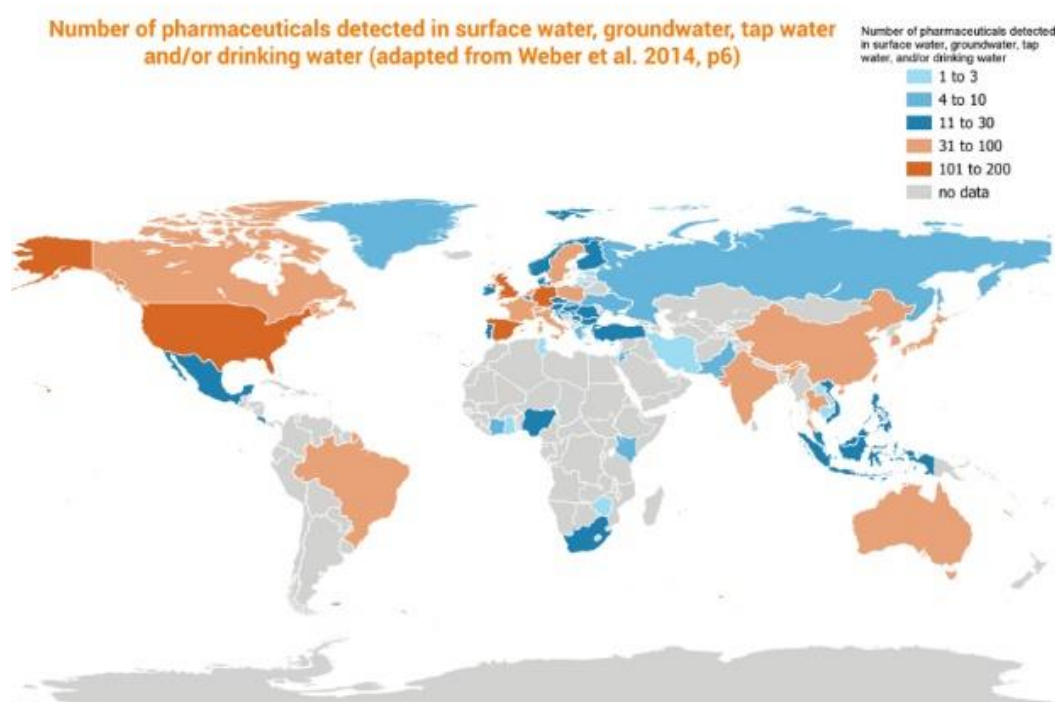 Number of pharmaceuticals detected in surface water, groundwater, tap water
and/or drinking water (adapted from Weber et al. 2014, p6)
Number of pharmaceuticals detected
in surface water, groundwater, tap
water, and/or drinking water
1 to 3
4 to 10
11 to 30
31 to 100
101 to 200
no data